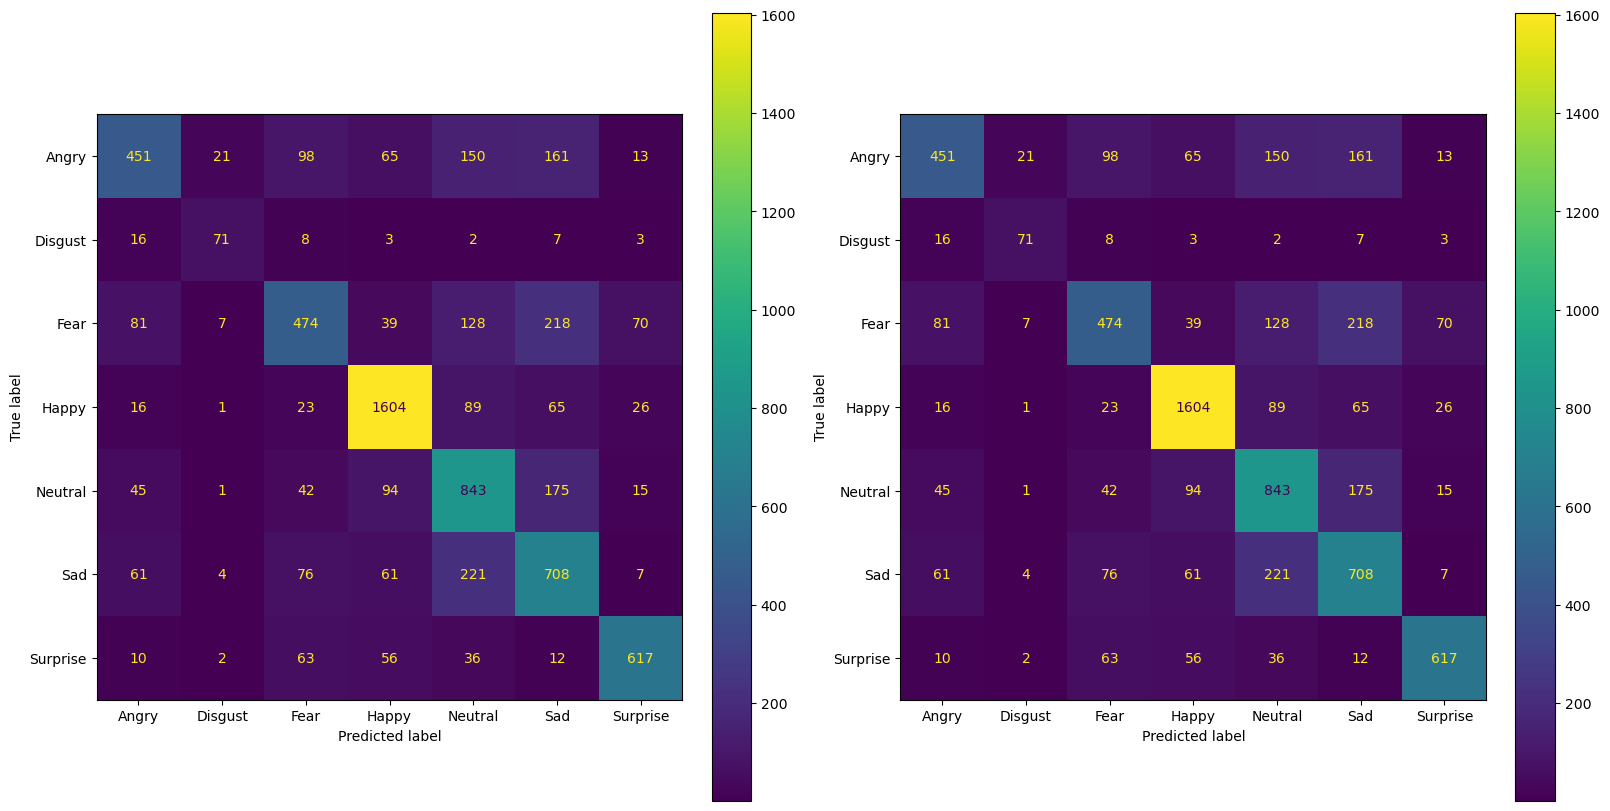 1600
1400
1200
1000
800
600
400
200
True label
Angry 451 21 98 65 150 161 13
Disgust 16 71 8 3 2 7 3
Fear 81 7 474 39 128 218 70
Happy 16 1 23 1604 89 65 26
Neutral 45 1 42 94 843 175 15
Sad 61 4 76 61 221 708 7
Surprise 10 2 63 56 36 12 617
Angry Disgust Fear Happy Neutral Sad Surprise
Predicted label
1600
1400
1200
1000
800
600
400
200
True label
Angry 451 21 98 65 150 161 13
Disgust 16 71 8 3 2 7 3
Fear 81 7 474 39 128 218 70
Happy 16 1 23 1604 89 65 26
Neutral 45 1 42 94 843 175 15
Sad 61 4 76 61 221 708 7
Surprise 10 2 63 56 36 12 617
Angry Disgust Fear Happy Neutral Sad Surprise
Predicted label